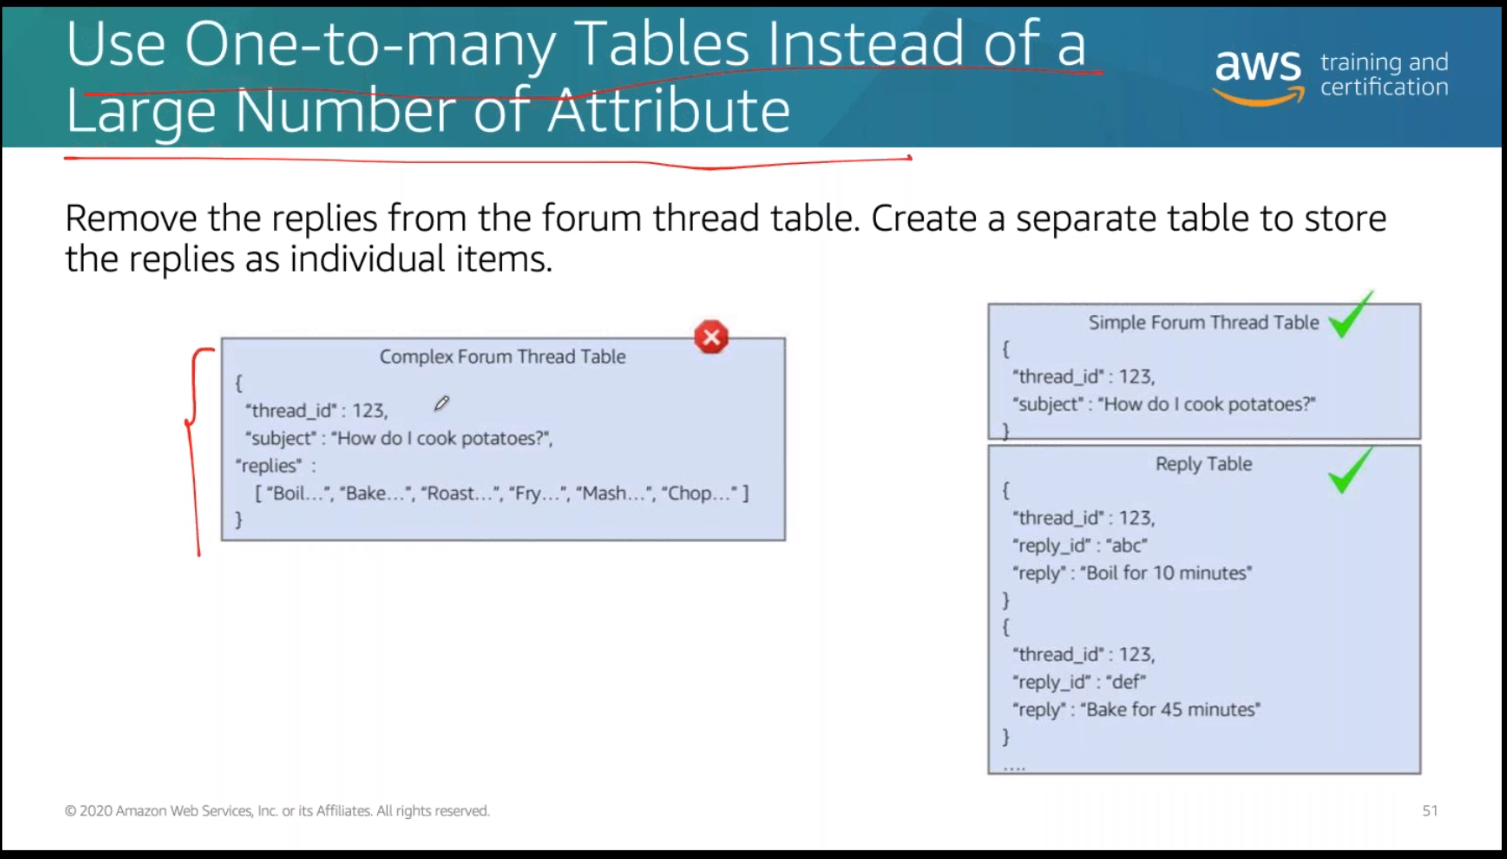 Use One-to-many Tables Instead of a
Large Number of Attribute
aws training and
certification
Remove the replies from the forum thread table. Create a separate table to store
the replies as individual items.
Complex Forum Thread Table
{
"thread_id" : 123,
"subject" : "How do I cook potatoes?",
"replies" :
[ "Boil...", "Bake...", "Roast...", "Fry...", "Mash...", "Chop..." ]
}
Simple Forum Thread Table
{
"thread_id" : 123,
"subject" : "How do I cook potatoes?"
}
Reply Table
{
"thread_id" : 123,
"reply_id" : "abc"
"reply" : "Boil for 10 minutes"
}
{
"thread_id" : 123,
"reply_id" : "def"
"reply" : "Bake for 45 minutes"
}
....
© 2020 Amazon Web Services, Inc. or its Affiliates. All rights reserved.
51